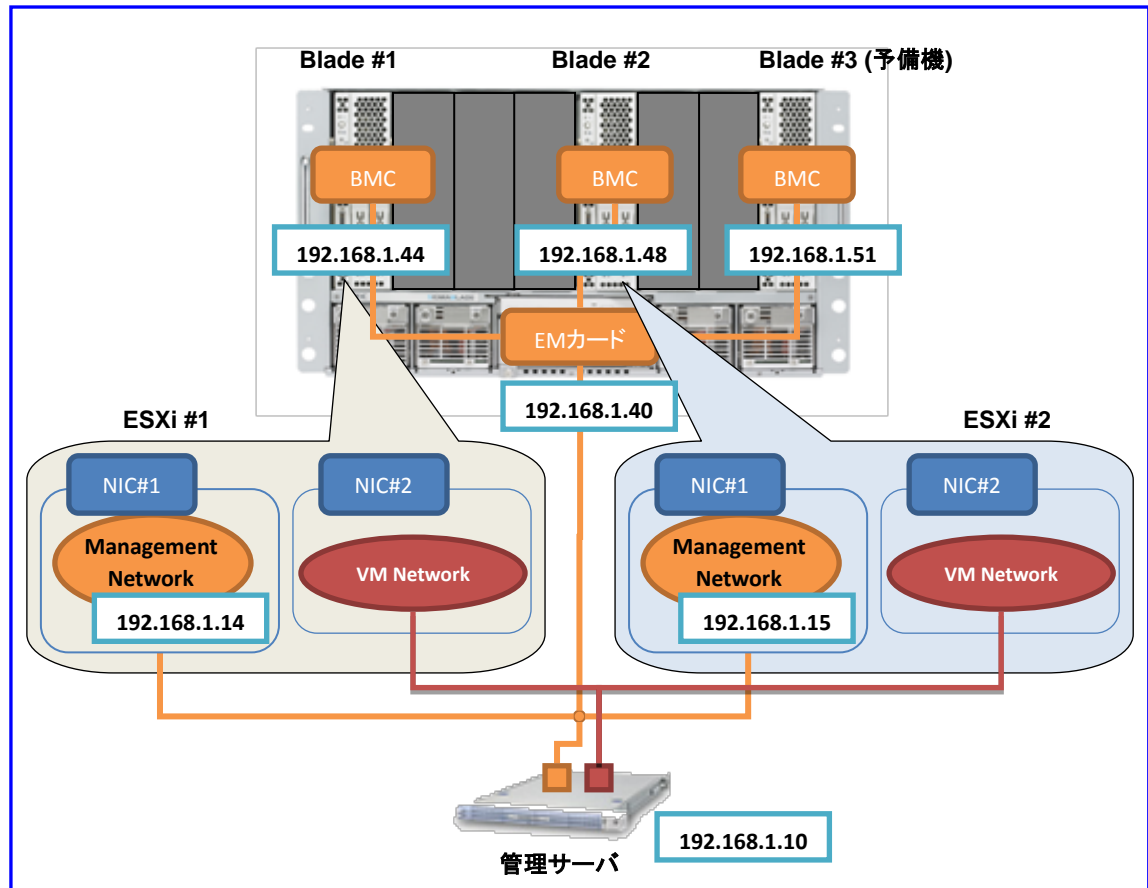 Blade #1
Blade #2
Blade #3 (予備機)
BMC
BMC
BMC
192.168.1.44
192.168.1.48
192.168.1.51
EMカード
192.168.1.40
ESXi #1
ESXi #2
NIC#1
NIC#2
NIC#1
NIC#2
Management
Network
VM Network
Management
Network
VM Network
192.168.1.14
192.168.1.15
192.168.1.10
管理サーバ